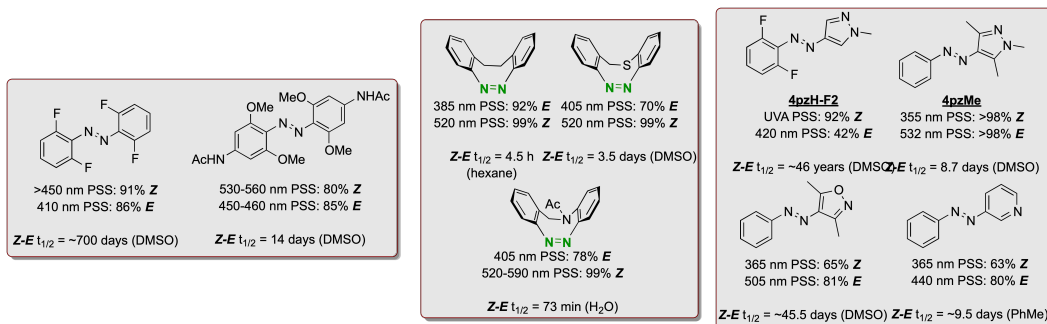 F
F
N
N
F
F
>450 nm PSS: 91% Z
410 nm PSS: 86% E
Z-E t1/2 = ~700 days (DMSO)
NHAc
MeO
OMe
N
N
AcHN
OMe
OMe
530-560 nm PSS: 80% Z
450-460 nm PSS: 85% E
Z-E t1/2 = 14 days (DMSO)
N=N
385 nm PSS: 92% E
520 nm PSS: 99% Z
Z-E t1/2 = 4.5 h
(hexane)
S
N=N
405 nm PSS: 70% E
520 nm PSS: 99% Z
Z-E t1/2 = 3.5 days (DMSO)
Ac
N
N=N
405 nm PSS: 78% E
520-590 nm PSS: 99% Z
Z-E t1/2 = 73 min (H2O)
F
N
N
N
N
F
4pzH-F2
UVA PSS: 92% Z
420 nm PSS: 42% E
Z-E t1/2 = ~46 years (DMSO)
N
N
N
N
4pzMe
355 nm PSS: >98% Z
532 nm PSS: >98% E
Z-E t1/2 = 8.7 days (DMSO)
O
N
N
N
365 nm PSS: 65% Z
505 nm PSS: 81% E
Z-E t1/2 = ~45.5 days (DMSO)
N
N
N
365 nm PSS: 63% Z
440 nm PSS: 80% E
Z-E t1/2 = ~9.5 days (PhMe)